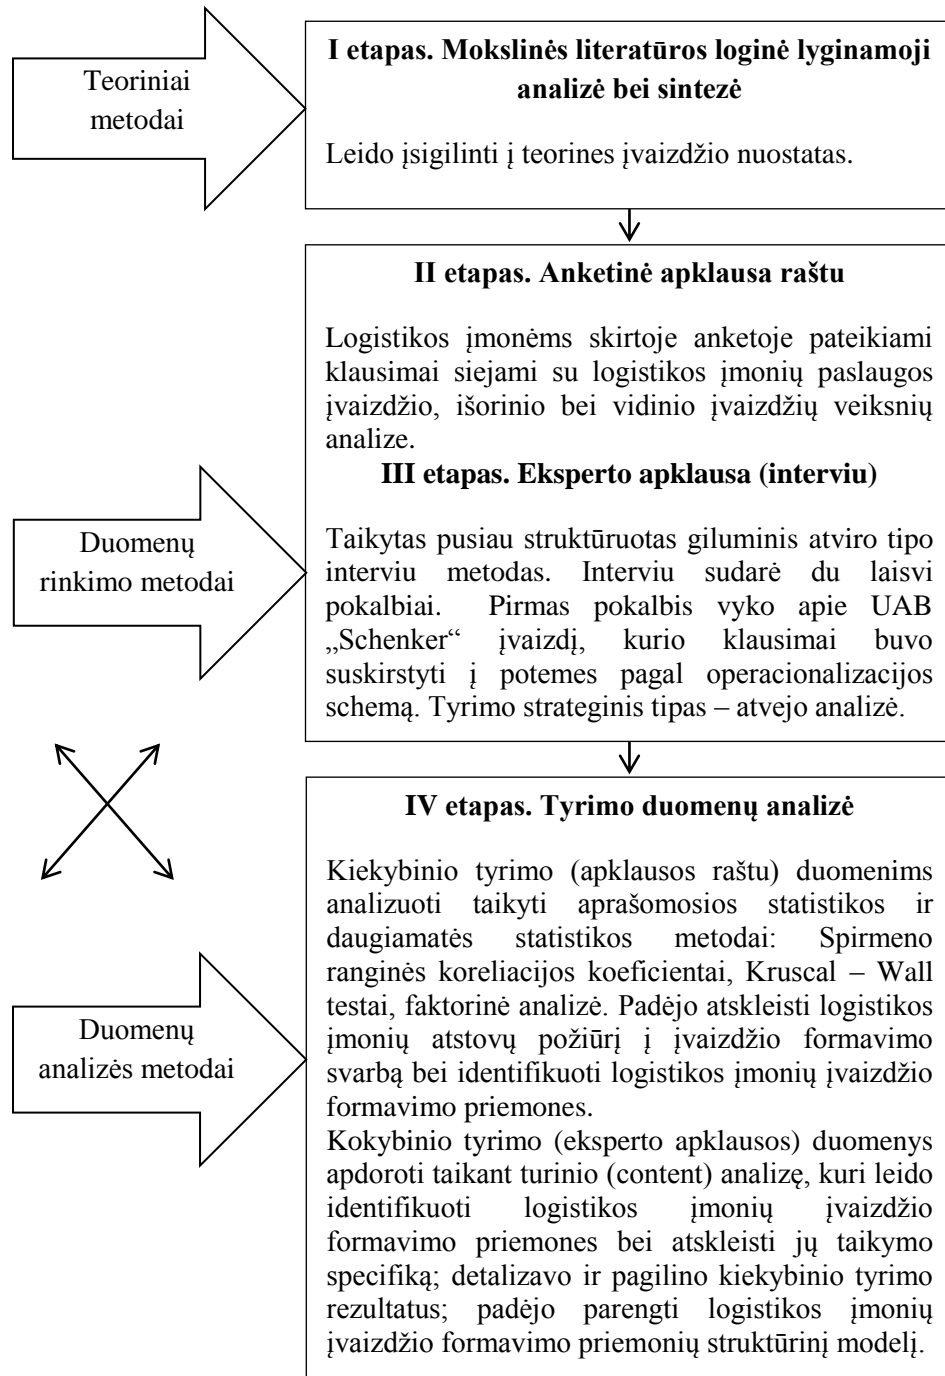 Teoriniai
metodai
I etapas. Mokslinės literatūros loginė lyginamoji
analizė bei sintezė
Leido įsigilinti į teorines įvaizdžio nuostatas.
II etapas. Anketinė apklausa raštu
Logistikos įmonėms skirtoje anketoje pateikiami
klausimai siejami su logistikos įmonių paslaugos
įvaizdžio, išorinio bei vidinio įvaizdžių veiksnių
analize.
III etapas. Eksperto apklausa (interviu)
Duomenų
rinkimo metodai
Taikytas pusiau struktūruotas giluminis atviro tipo
interviu metodas. Interviu sudarė du laisvi
pokalbiai. Pirmas pokalbis vyko apie UAB
„Schenker“ įvaizdį, kurio klausimai buvo
suskirstyti į potemes pagal operacionalizacijos
schemą. Tyrimo strateginis tipas – atvejo analizė.
IV etapas. Tyrimo duomenų analizė
Kiekybinio tyrimo (apklausos raštu) duomenims
analizuoti taikyti aprašomosios statistikos ir
daugiamatės statistikos metodai: Spirmeno
ranginės koreliacijos koeficientai, Kruscal – Wall
testai, faktorinė analizė. Padėjo atskleisti logistikos
įmonių atstovų požiūrį į įvaizdžio formavimo
svarbą bei identifikuoti logistikos įmonių įvaizdžio
formavimo priemones.
Duomenų
analizės metodai
Kokybinio tyrimo (eksperto apklausos) duomenys
apdoroti taikant turinio (content) analizę, kuri leido
identifikuoti logistikos įmonių įvaizdžio
formavimo priemones bei atskleisti jų taikymo
specifiką; detalizavo ir pagilino kiekybinio tyrimo
rezultatus; padėjo parengti logistikos įmonių
įvaizdžio formavimo priemonių struktūrinį modelį.